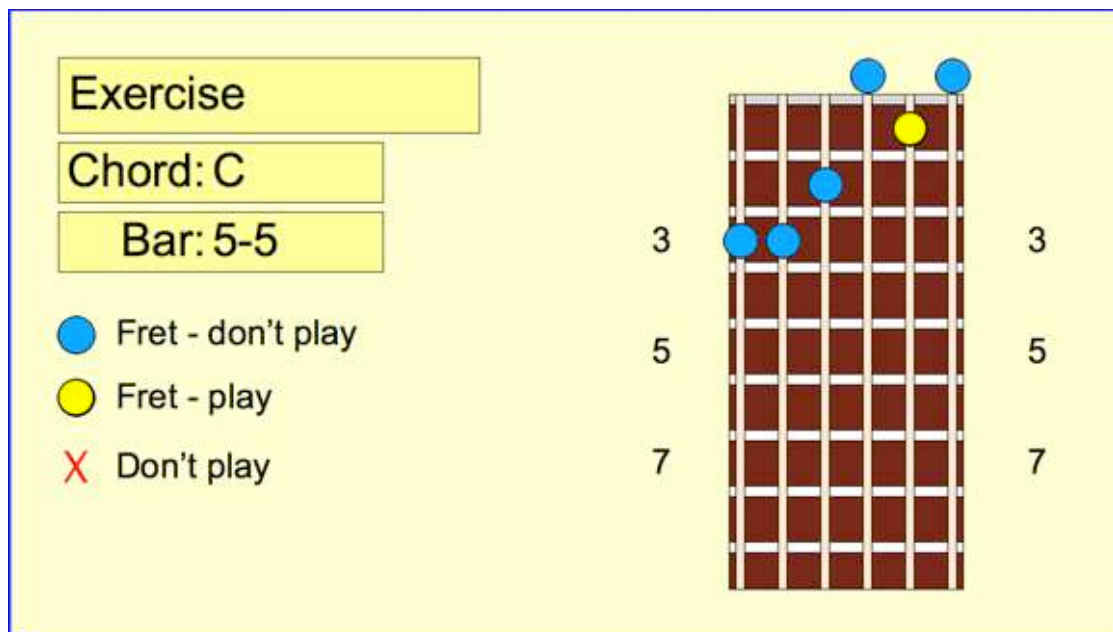 Exercise
Chord: C
Bar: 5-5
Fret - don't play
Fret - play
X Don't play
3 3
5 5
7 7